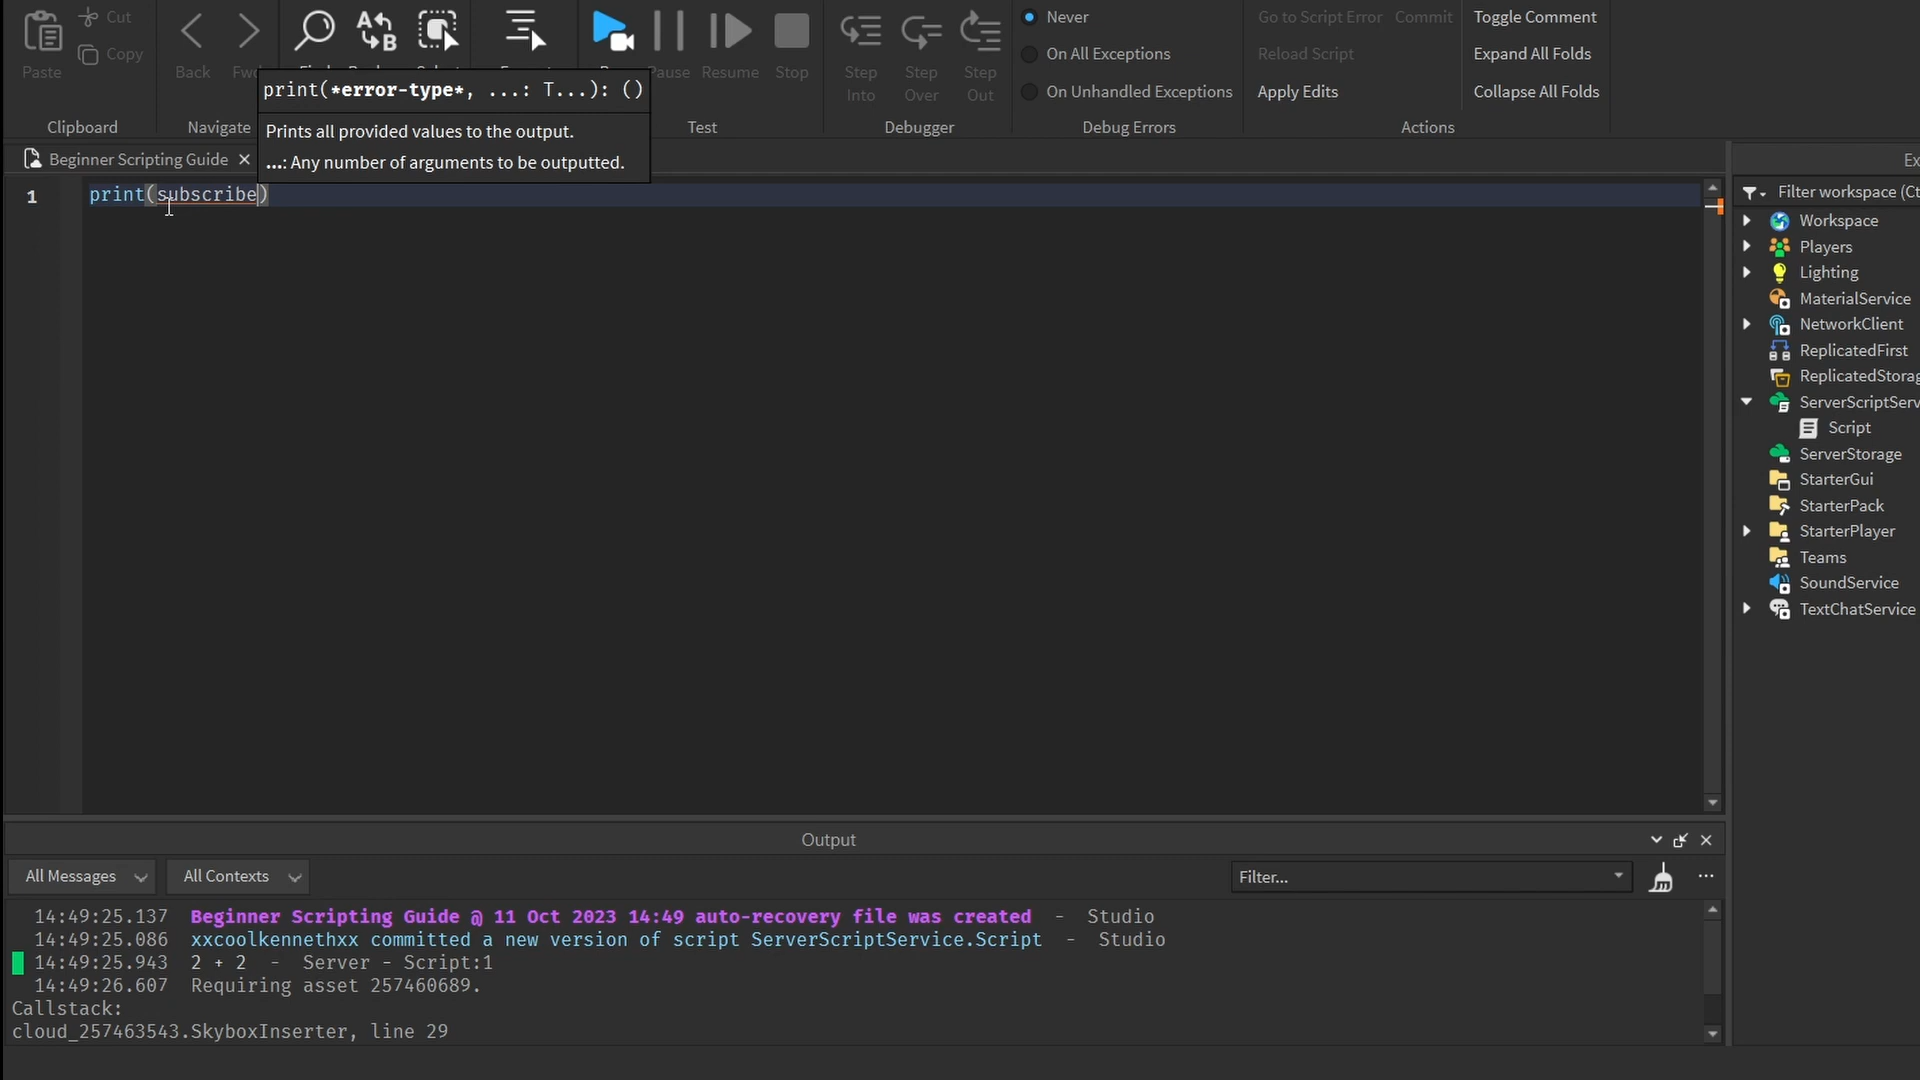 Paste
Cut
Copy
Clipboard
Back
Navigate
Pause
Resume
Stop
Test
Step Into
Step Over
Step Out
Debugger
Never
On All Exceptions
On Unhandled Exceptions
Debug Errors
Go to Script Error
Commit
Reload Script
Apply Edits
Toggle Comment
Expand All Folds
Collapse All Folds
Actions
print(*error-type*, ...: T...): ()
Prints all provided values to the output.
...: Any number of arguments to be outputted.
Beginner Scripting Guide
1 print(subscribe)
Filter workspace (Ct
Workspace
Players
Lighting
MaterialService
NetworkClient
ReplicatedFirst
ReplicatedStorag
ServerScriptServ
Script
ServerStorage
StarterGui
StarterPack
StarterPlayer
Teams
SoundService
TextChatService
Output
All Messages
All Contexts
Filter...
14:49:25.137 Beginner Scripting Guide @ 11 Oct 2023 14:49 auto-recovery file was created - Studio
14:49:25.086 xxcoolkennethxx committed a new version of script ServerScriptService.Script - Studio
14:49:25.943 2 + 2 - Server - Script:1
14:49:26.607 Requiring asset 257460689.
Callstack:
cloud_257463543.SkyboxInserter, line 29